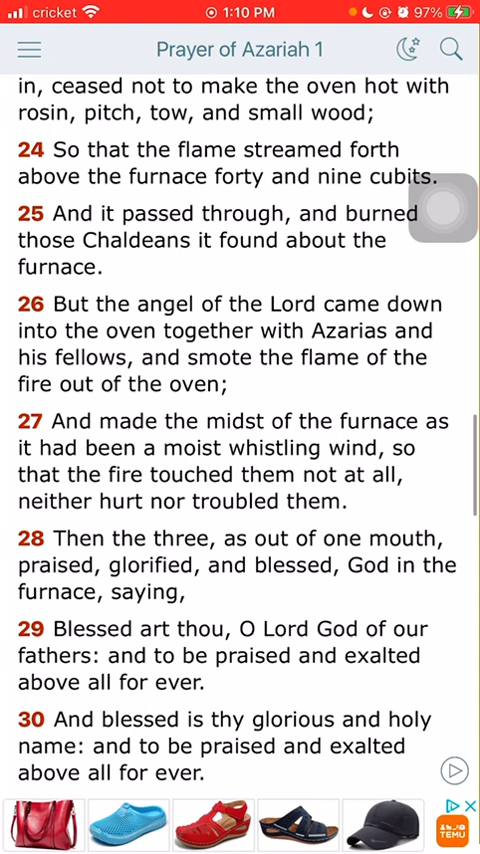 cricket 1:10 PM 97%
Prayer of Azariah 1
in, ceased not to make the oven hot with
rosin, pitch, tow, and small wood;
24 So that the flame streamed forth
above the furnace forty and nine cubits.
25 And it passed through, and burned
those Chaldeans it found about the
furnace.
26 But the angel of the Lord came down
into the oven together with Azarias and
his fellows, and smote the flame of the
fire out of the oven;
27 And made the midst of the furnace as
it had been a moist whistling wind, so
that the fire touched them not at all,
neither hurt nor troubled them.
28 Then the three, as out of one mouth,
praised, glorified, and blessed, God in the
furnace, saying,
29 Blessed art thou, O Lord God of our
fathers: and to be praised and exalted
above all for ever.
30 And blessed is thy glorious and holy
name: and to be praised and exalted
above all for ever.
TEMU